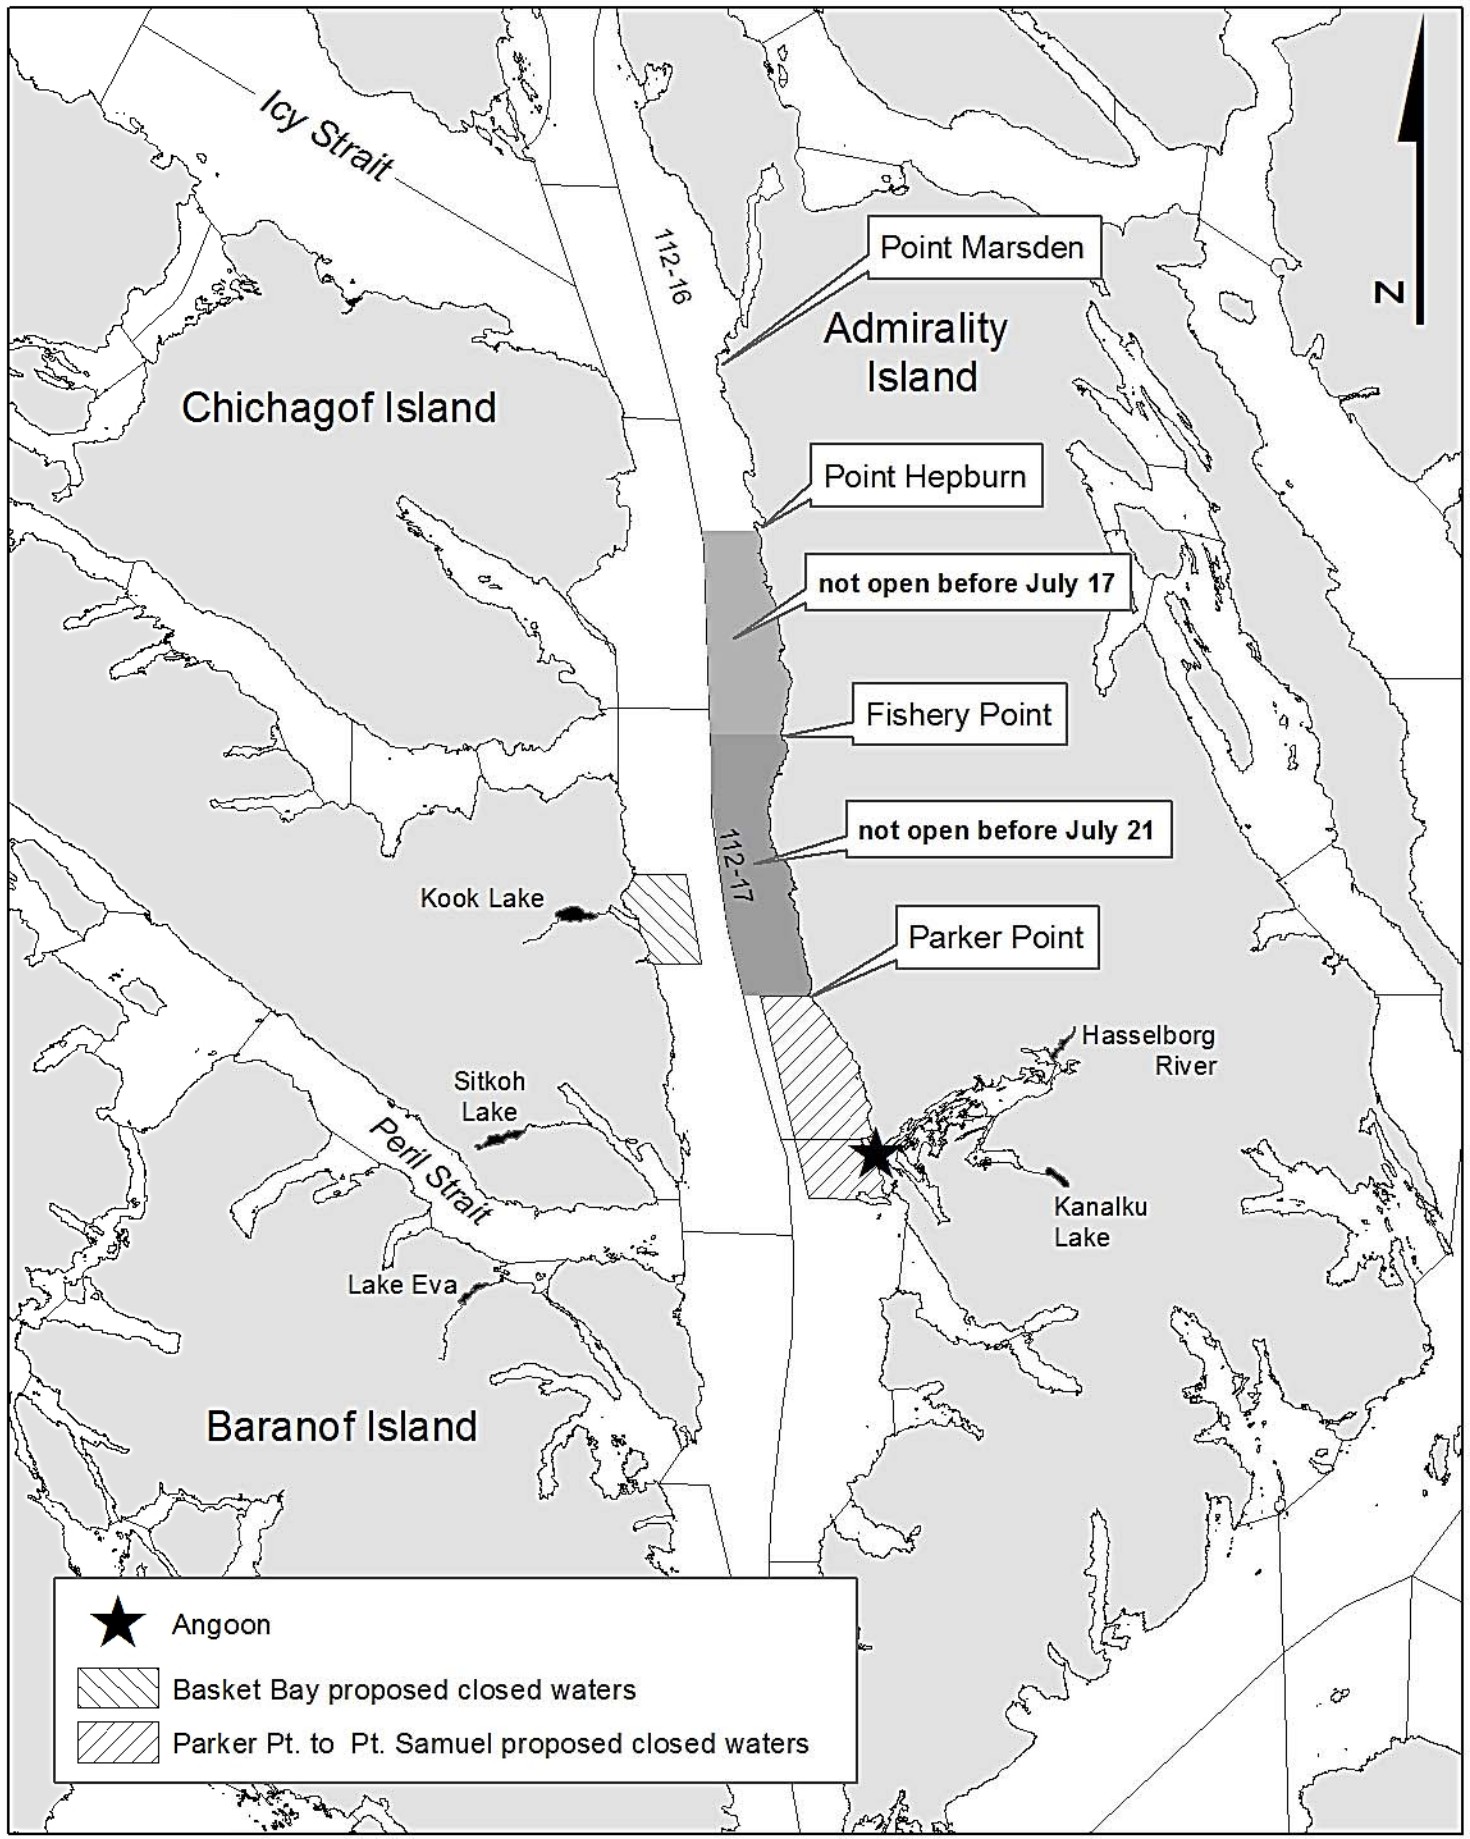 Icy Strait
112-16
Point Marsden
N
Admirality
Island
Chichagof Island
Point Hepburn
not open before July 17
Fishery Point
not open before July 21
112-17
Kook Lake
Parker Point
Hasselborg
River
Sitkoh
Lake
Peril Strait
Kanalku
Lake
Lake Eva
Baranof Island
Angoon
Basket Bay proposed closed waters
Parker Pt. to Pt. Samuel proposed closed waters